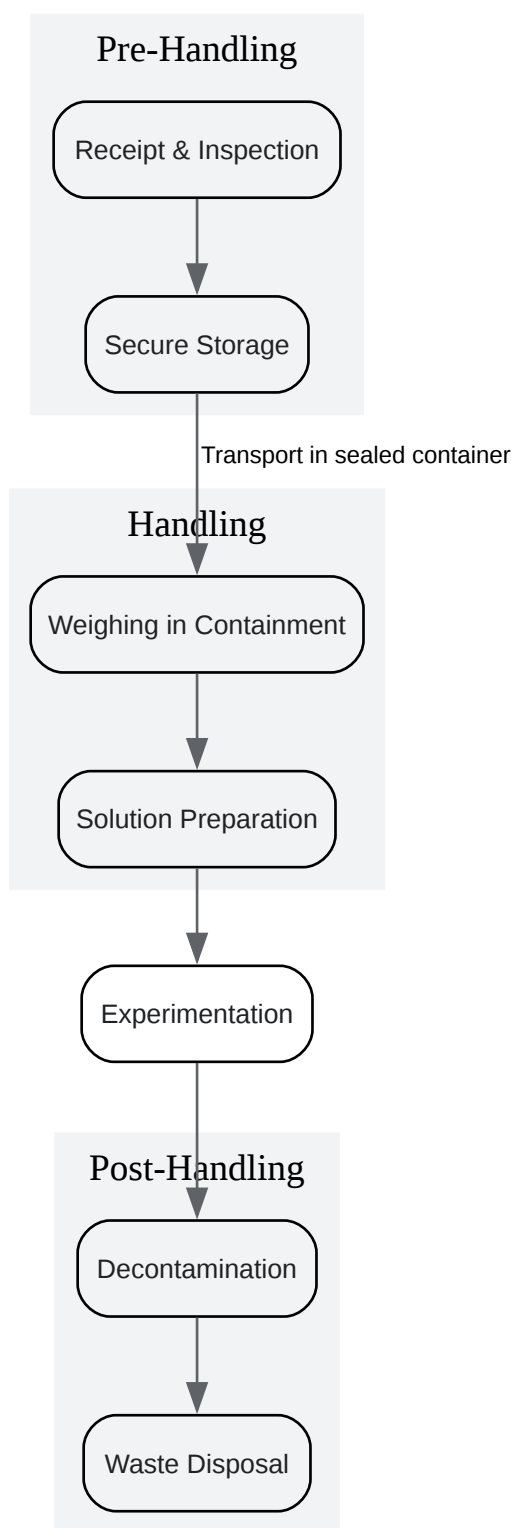 Pre-Handling
Receipt & Inspection
Secure Storage
Transport in sealed container
Handling
Weighing in Containment
Solution Preparation
Experimentation
Post-Handling
Decontamination
Waste Disposal